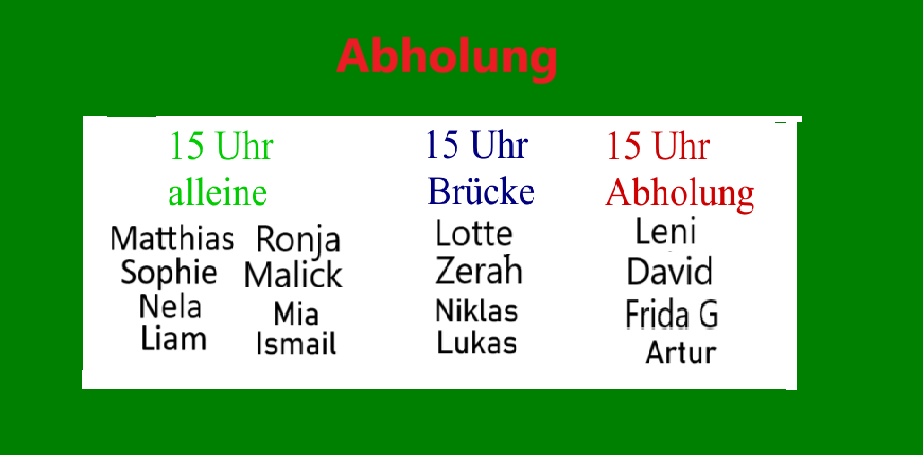 Abholung
15 Uhr
alleine
Matthias Ronja
Sophie Malick
Nela Mia
Liam Ismail
15 Uhr
Brücke
Lotte
Zerah
Niklas
Lukas
15 Uhr
Abholung
Leni
David
Frida G
Artur